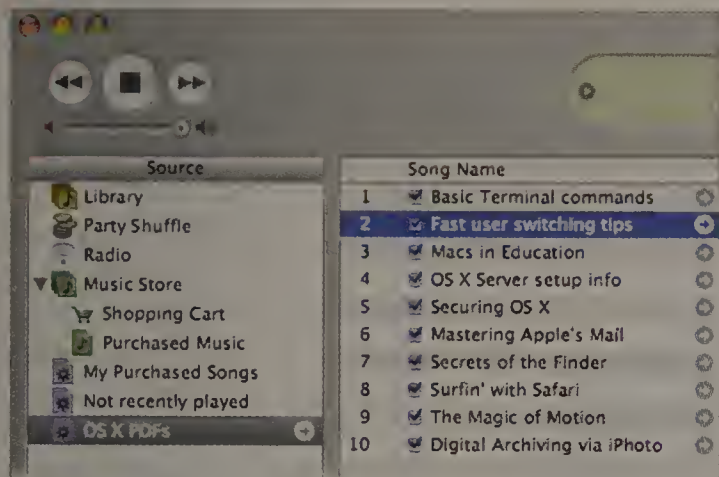 Source
Library
Party Shuffle
Radio
Music Store
Shopping Cart
Purchased Music
My Purchased Songs
Not recently played
OS X PDFs
Song Name
1 Basic Terminal commands
2 Fast user switching tips
3 Macs in Education
4 OS X Server setup info
5 Securing OS X
6 Mastering Apple's Mail
7 Secrets of the Finder
8 Surfin' with Safari
9 The Magic of Motion
10 Digital Archiving via iPhoto